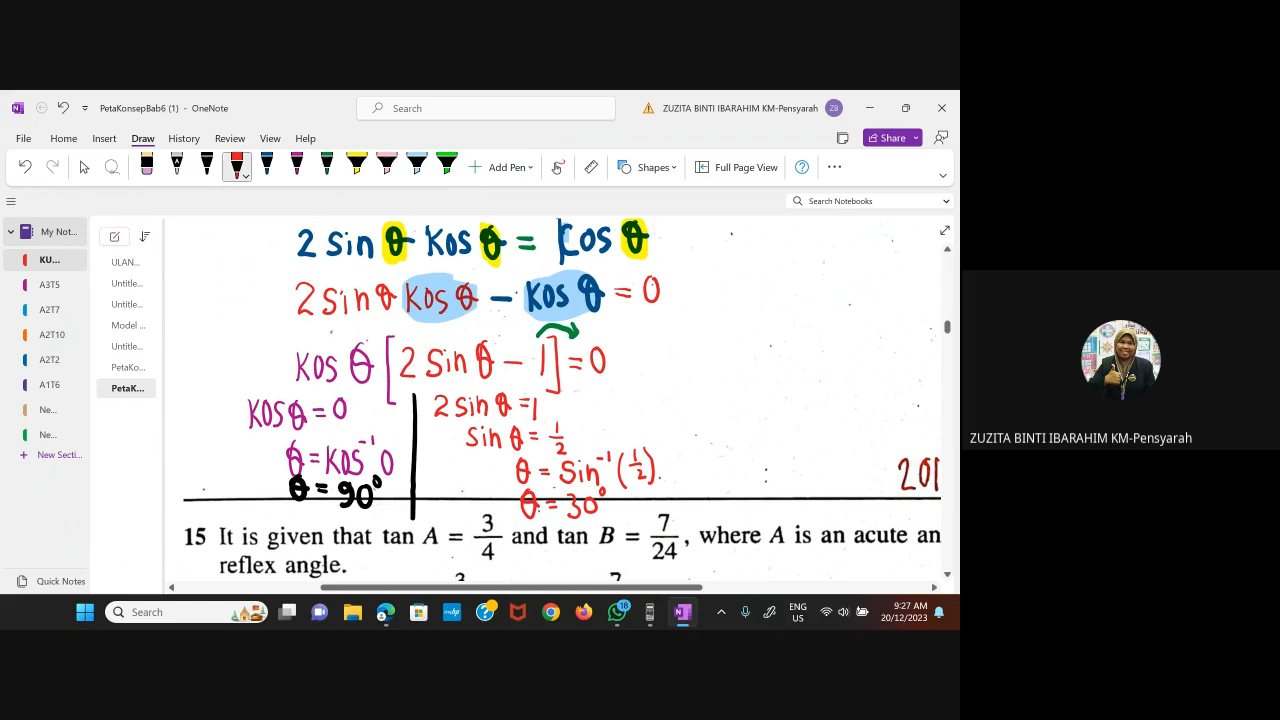 PetaKonsepBab6 (1) - OneNote
Search
ZUZITA BINTI IBARAHIM KM-Pensyarah
ZB
File Home Insert Draw History Review View Help
Share
Add Pen
Shapes
Full Page View
Search Notebooks
My Not...
KU...
A3T5
A2T7
A2T10
A2T2
A1T6
Ne...
Ne...
New Secti...
Quick Notes
ULAN...
Untitle...
Untitle...
Model ...
Untitle...
PetaKo...
PetaK...
2 sin θ kos θ = kos θ
2 sin θ kos θ - kos θ = 0
kos θ [2 sin θ - 1] = 0
kos θ = 0
θ = kos⁻¹ 0
θ = 90°
2 sin θ = 1
sin θ = 1/2
θ = sin⁻¹ (1/2)
θ = 30°
201
15 It is given that tan A = 3/4 and tan B = 7/24, where A is an acute an
reflex angle.
3 7
ZUZITA BINTI IBARAHIM KM-Pensyarah
Search
18
ENG
US
9:27 AM
20/12/2023